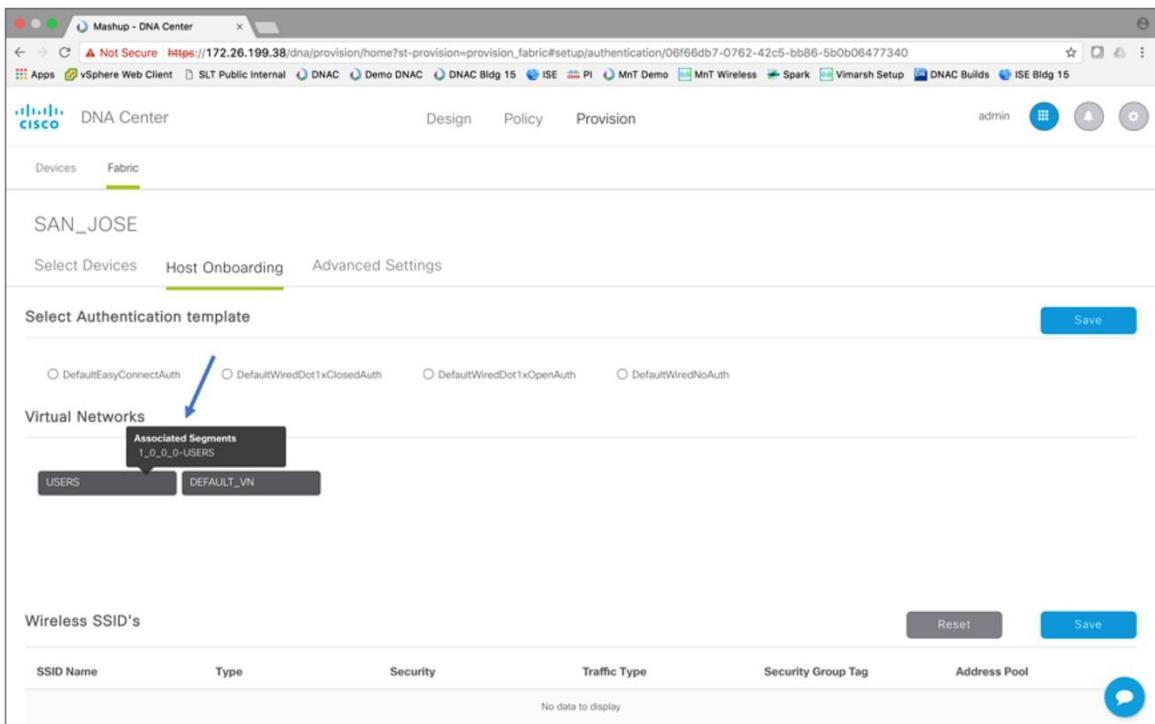 Mashup - DNA Center
Not Secure https://172.26.199.38/dna/provision/home?st-provision=provision_fabric#setup/authentication/06f66db7-0762-42c5-bb86-5b0b06477340
Apps vSphere Web Client SLT Public Internal DNAC Demo DNAC DNAC Bldg 15 ISE PI MnT Demo MnT Wireless Spark Vimarsh Setup DNAC Builds ISE Bldg 15
CISCO DNA Center Design Policy Provision admin
Devices Fabric
SAN_JOSE
Select Devices Host Onboarding Advanced Settings
Select Authentication template Save
DefaultEasyConnectAuth DefaultWiredDot1xClosedAuth DefaultWiredDot1xOpenAuth DefaultWiredNoAuth
Virtual Networks
Associated Segments
1_0_0_0-USERS
USERS DEFAULT_VN
Wireless SSID's Reset Save
SSID Name Type Security Traffic Type Security Group Tag Address Pool
No data to display